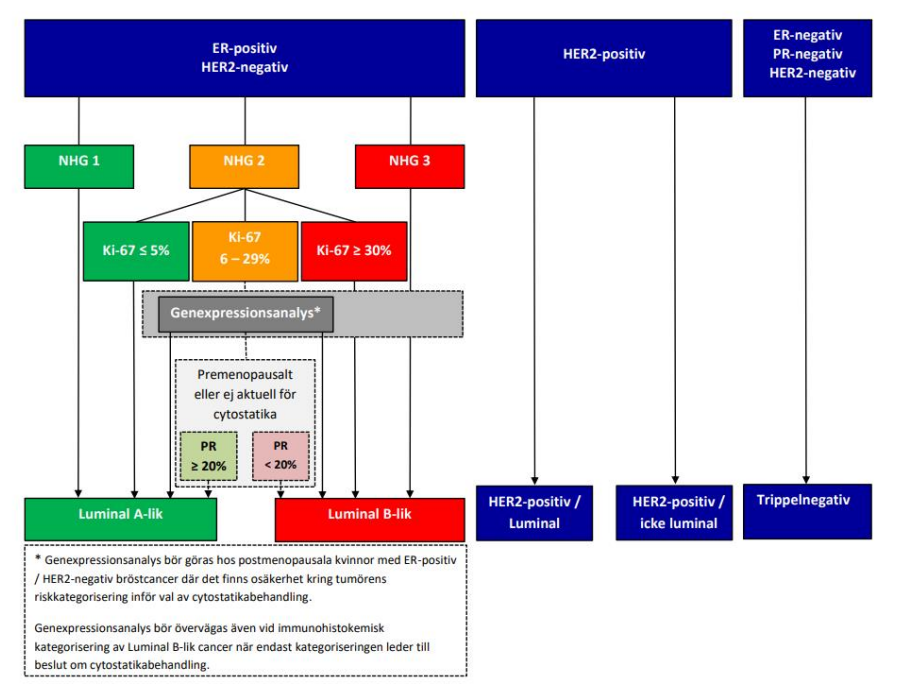 ER-positiv
HER2-negativ
HER2-positiv
ER-negativ
PR-negativ
HER2-negativ
NHG 1
NHG 2
NHG 3
Ki-67 ≤ 5%
Ki-67
6 – 29%
Ki-67 ≥ 30%
Genexpressionsanalys*
Premenopausalt
eller ej aktuell för
cytostatika
PR
≥ 20%
PR
< 20%
Luminal A-lik
Luminal B-lik
HER2-positiv /
Luminal
HER2-positiv /
icke luminal
Trippelnegativ
* Genexpressionsanalys bör göras hos postmenopausala kvinnor med ER-positiv
/ HER2-negativ bröstcancer där det finns osäkerhet kring tumörens
riskkategorisering inför val av cytostatikabehandling.
Genexpressionsanalys bör övervägas även vid immunohistokemisk
kategorisering av Luminal B-lik cancer när endast kategoriseringen leder till
beslut om cytostatikabehandling.